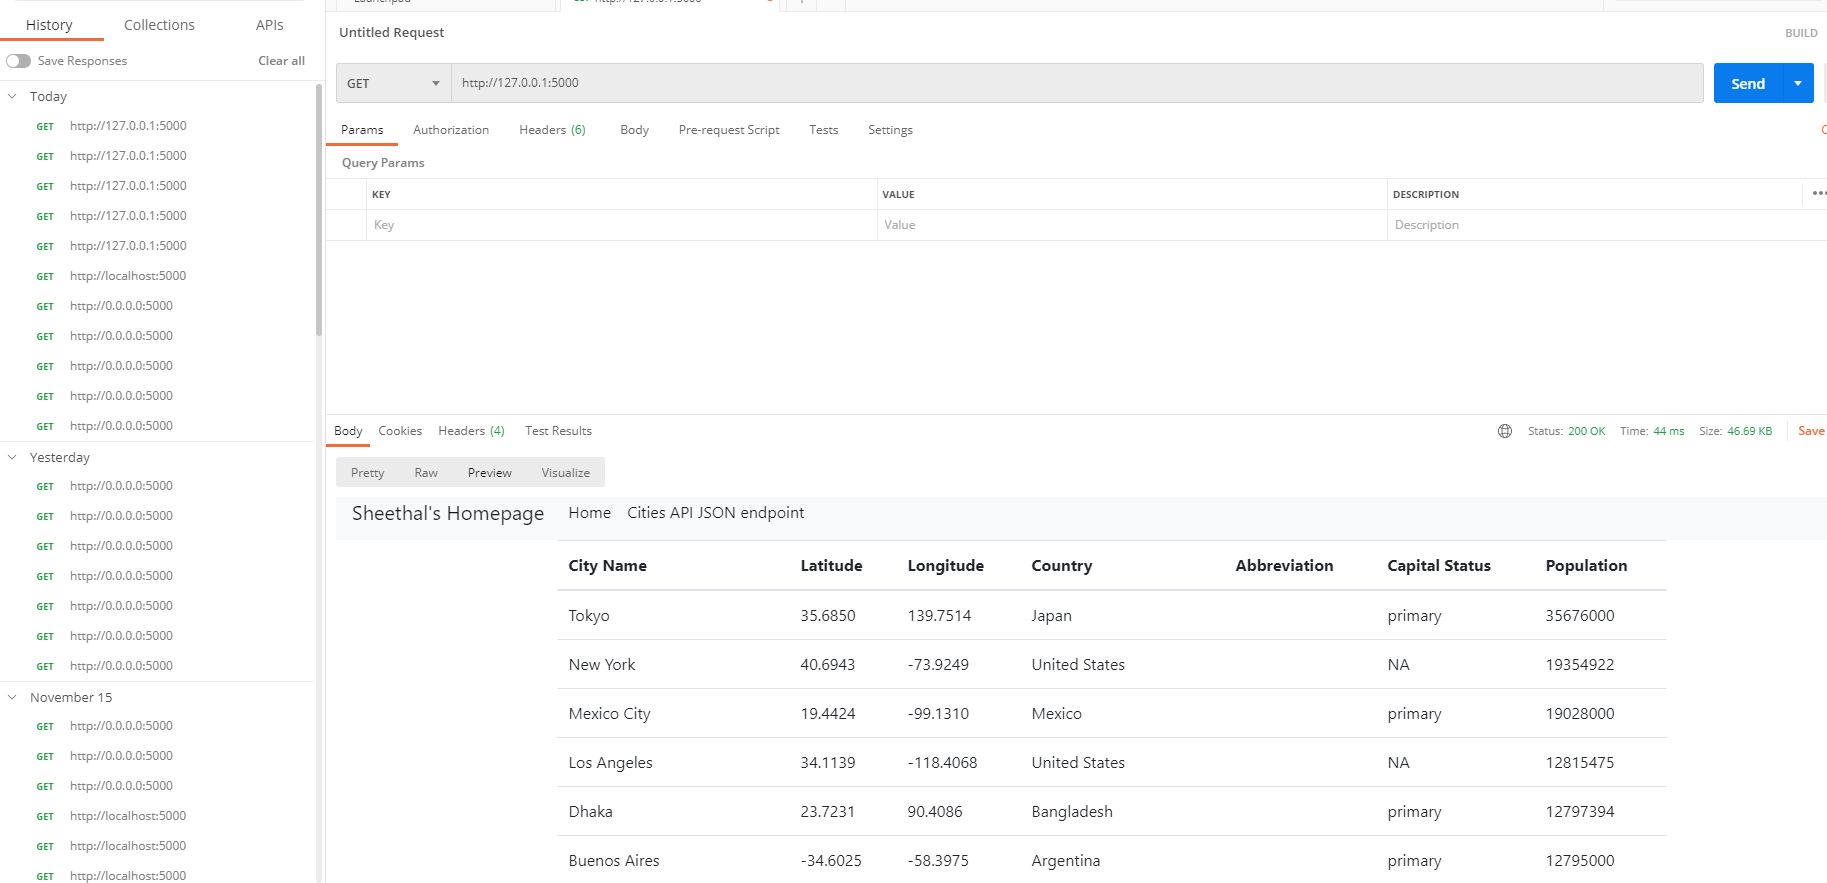 History Collections APIs
Save Responses Clear all
Today
GET http://127.0.0.1:5000
GET http://127.0.0.1:5000
GET http://127.0.0.1:5000
GET http://127.0.0.1:5000
GET http://127.0.0.1:5000
GET http://localhost:5000
GET http://0.0.0.0:5000
GET http://0.0.0.0:5000
GET http://0.0.0.0:5000
GET http://0.0.0.0:5000
GET http://0.0.0.0:5000
Yesterday
GET http://0.0.0.0:5000
GET http://0.0.0.0:5000
GET http://0.0.0.0:5000
GET http://0.0.0.0:5000
GET http://0.0.0.0:5000
GET http://0.0.0.0:5000
GET http://0.0.0.0:5000
November 15
GET http://0.0.0.0:5000
GET http://0.0.0.0:5000
GET http://0.0.0.0:5000
GET http://localhost:5000
GET http://localhost:5000
GET http://localhost:5000
Untitled Request BUILD
GET http://127.0.0.1:5000 Send
Params Authorization Headers (6) Body Pre-request Script Tests Settings
Query Params
KEY VALUE DESCRIPTION
Key Value Description
Body Cookies Headers (4) Test Results Status: 200 OK Time: 44 ms Size: 46.69 KB Save
Pretty Raw Preview Visualize
Sheethal's Homepage Home Cities API JSON endpoint
City Name Latitude Longitude Country Abbreviation Capital Status Population
Tokyo 35.6850 139.7514 Japan primary 35676000
New York 40.6943 -73.9249 United States NA 19354922
Mexico City 19.4424 -99.1310 Mexico primary 19028000
Los Angeles 34.1139 -118.4068 United States NA 12815475
Dhaka 23.7231 90.4086 Bangladesh primary 12797394
Buenos Aires -34.6025 -58.3975 Argentina primary 12795000